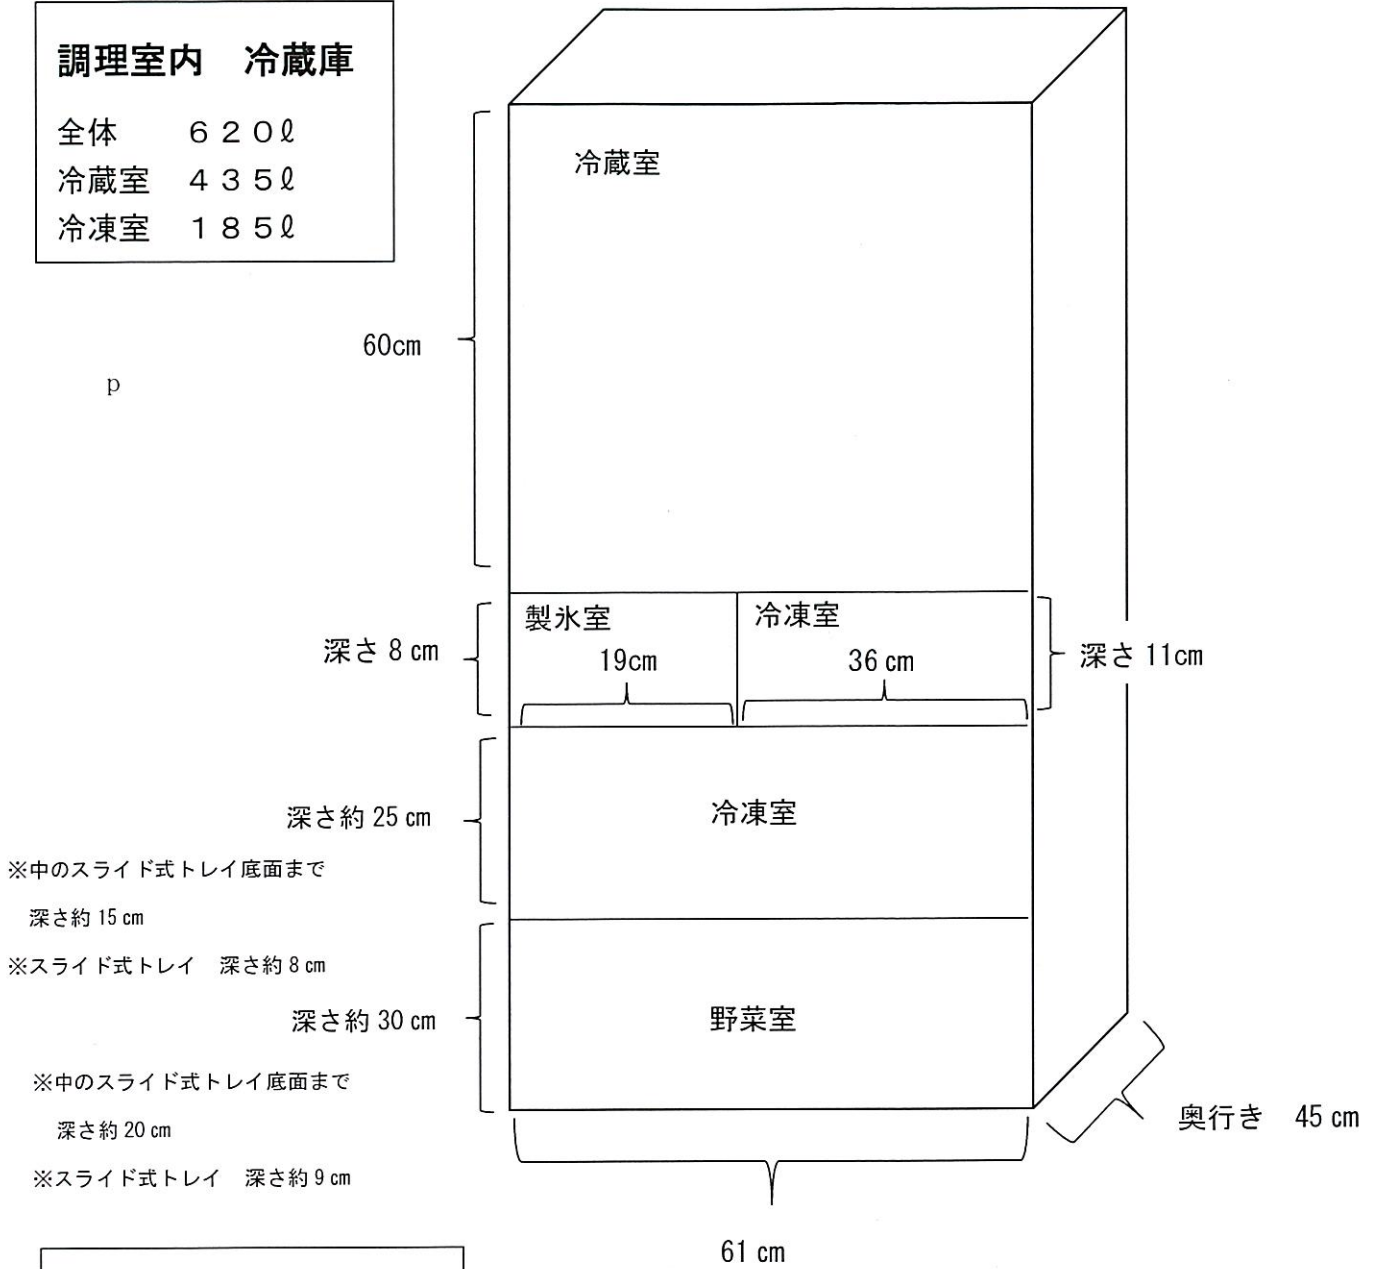 調理室内　冷蔵庫
全体　　６２０ℓ
冷蔵室　４３５ℓ
冷凍室　１８５ℓ
冷蔵室
60cm
p
製氷室
冷凍室
深さ 8 cm
19cm
36 cm
深さ 11cm
深さ約 25 cm
冷凍室
※中のスライド式トレイ底面まで
深さ約 15 cm
※スライド式トレイ　深さ約 8 cm
深さ約 30 cm
野菜室
※中のスライド式トレイ底面まで
深さ約 20 cm
※スライド式トレイ　深さ約 9 cm
奥行き　45 cm
61 cm